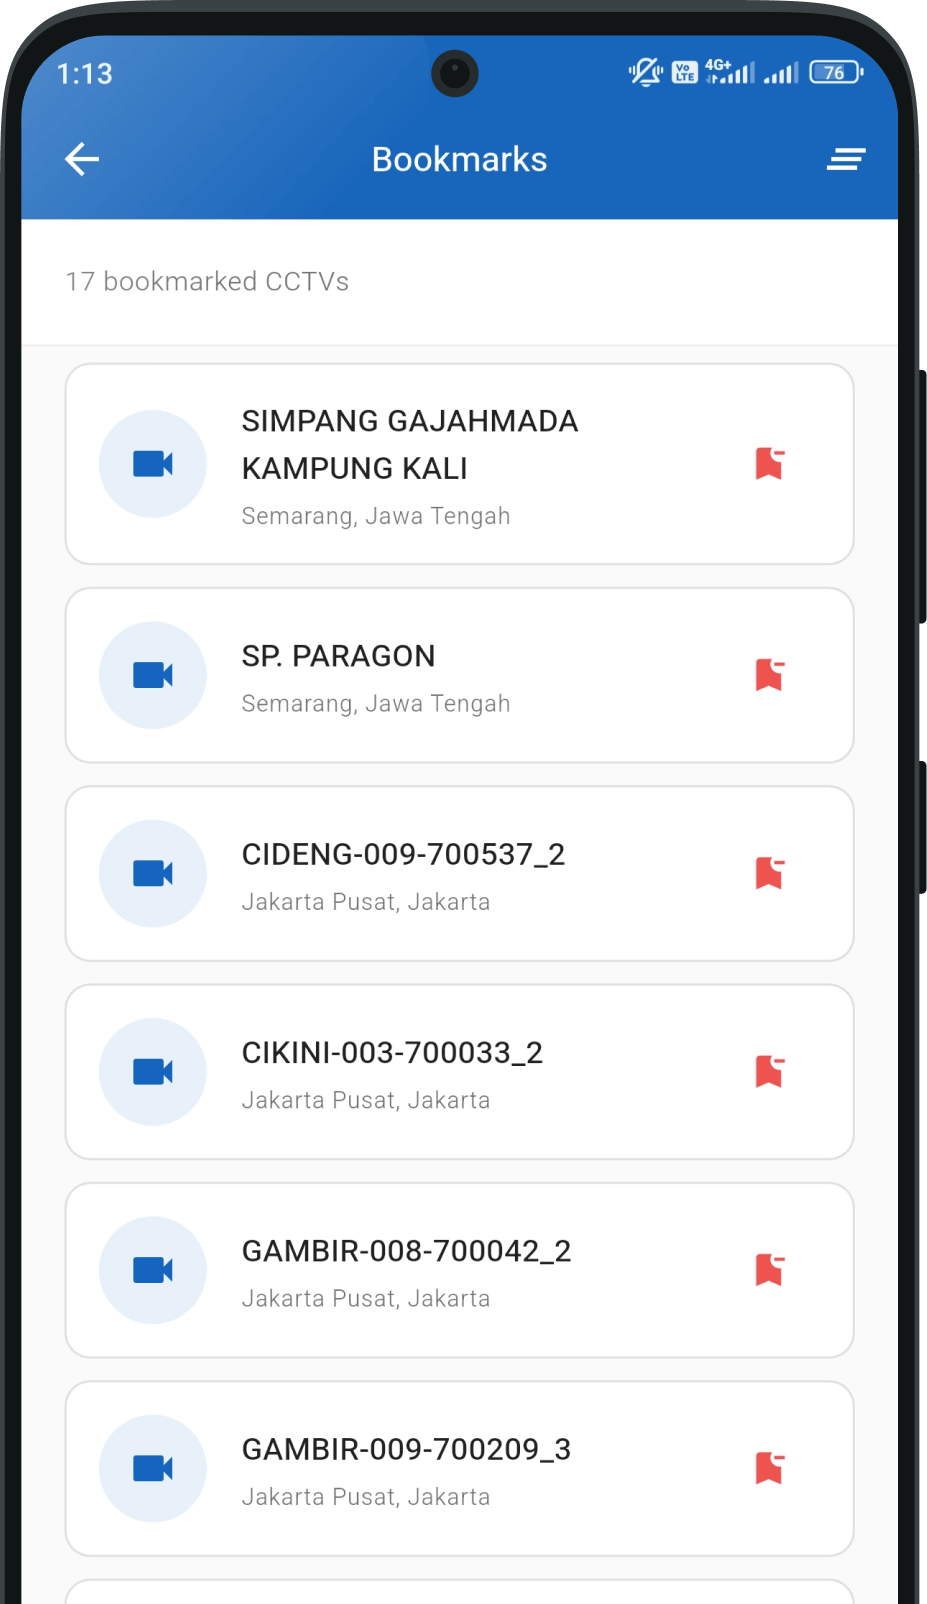 1:13
Vo LTE 4G+ 76
Bookmarks
17 bookmarked CCTVs
SIMPANG GAJAHMADA
KAMPUNG KALI
Semarang, Jawa Tengah
SP. PARAGON
Semarang, Jawa Tengah
CIDENG-009-700537_2
Jakarta Pusat, Jakarta
CIKINI-003-700033_2
Jakarta Pusat, Jakarta
GAMBIR-008-700042_2
Jakarta Pusat, Jakarta
GAMBIR-009-700209_3
Jakarta Pusat, Jakarta